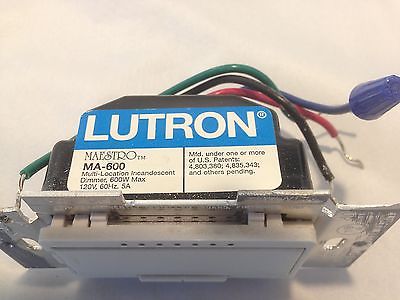 LUTRON®
MAESTRO™
MA-600
Multi-Location Incandescent
Dimmer, 600W Max
120V, 60Hz, 5A
Mfd. under one or more
of U.S. Patents:
4,803,380; 4,835,343;
and others pending.